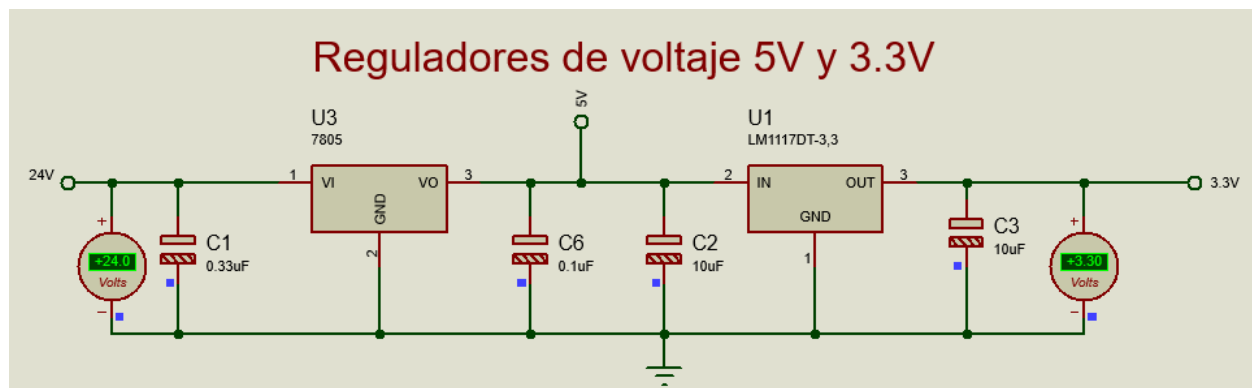 Reguladores de voltaje 5V y 3.3V
5V
U3
7805
U1
LM1117DT-3,3
24V
1
VI
VO
3
GND
2
2
IN
OUT
3
GND
1
3.3V
+
+24.0
Volts
−
C1
0.33uF
C6
0.1uF
C2
10uF
C3
10uF
+
+3.30
Volts
−